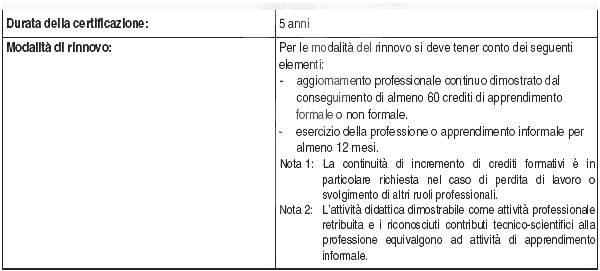 Durata della certificazione: 5 anni
Modalità di rinnovo: Per le modalità del rinnovo si deve tener conto dei seguenti
elementi:
- aggiornamento professionale continuo dimostrato dal
conseguimento di almeno 60 crediti di apprendimento
formale o non formale.
- esercizio della professione o apprendimento informale per
almeno 12 mesi.
Nota 1: La continuità di incremento di crediti formativi è in
particolare richiesta nel caso di perdita di lavoro o
svolgimento di altri ruoli professionali.
Nota 2: L'attività didattica dimostrabile come attività professionale
retribuita e i riconosciuti contributi tecnico-scientifici alla
professione equivalgono ad attività di apprendimento
informale.